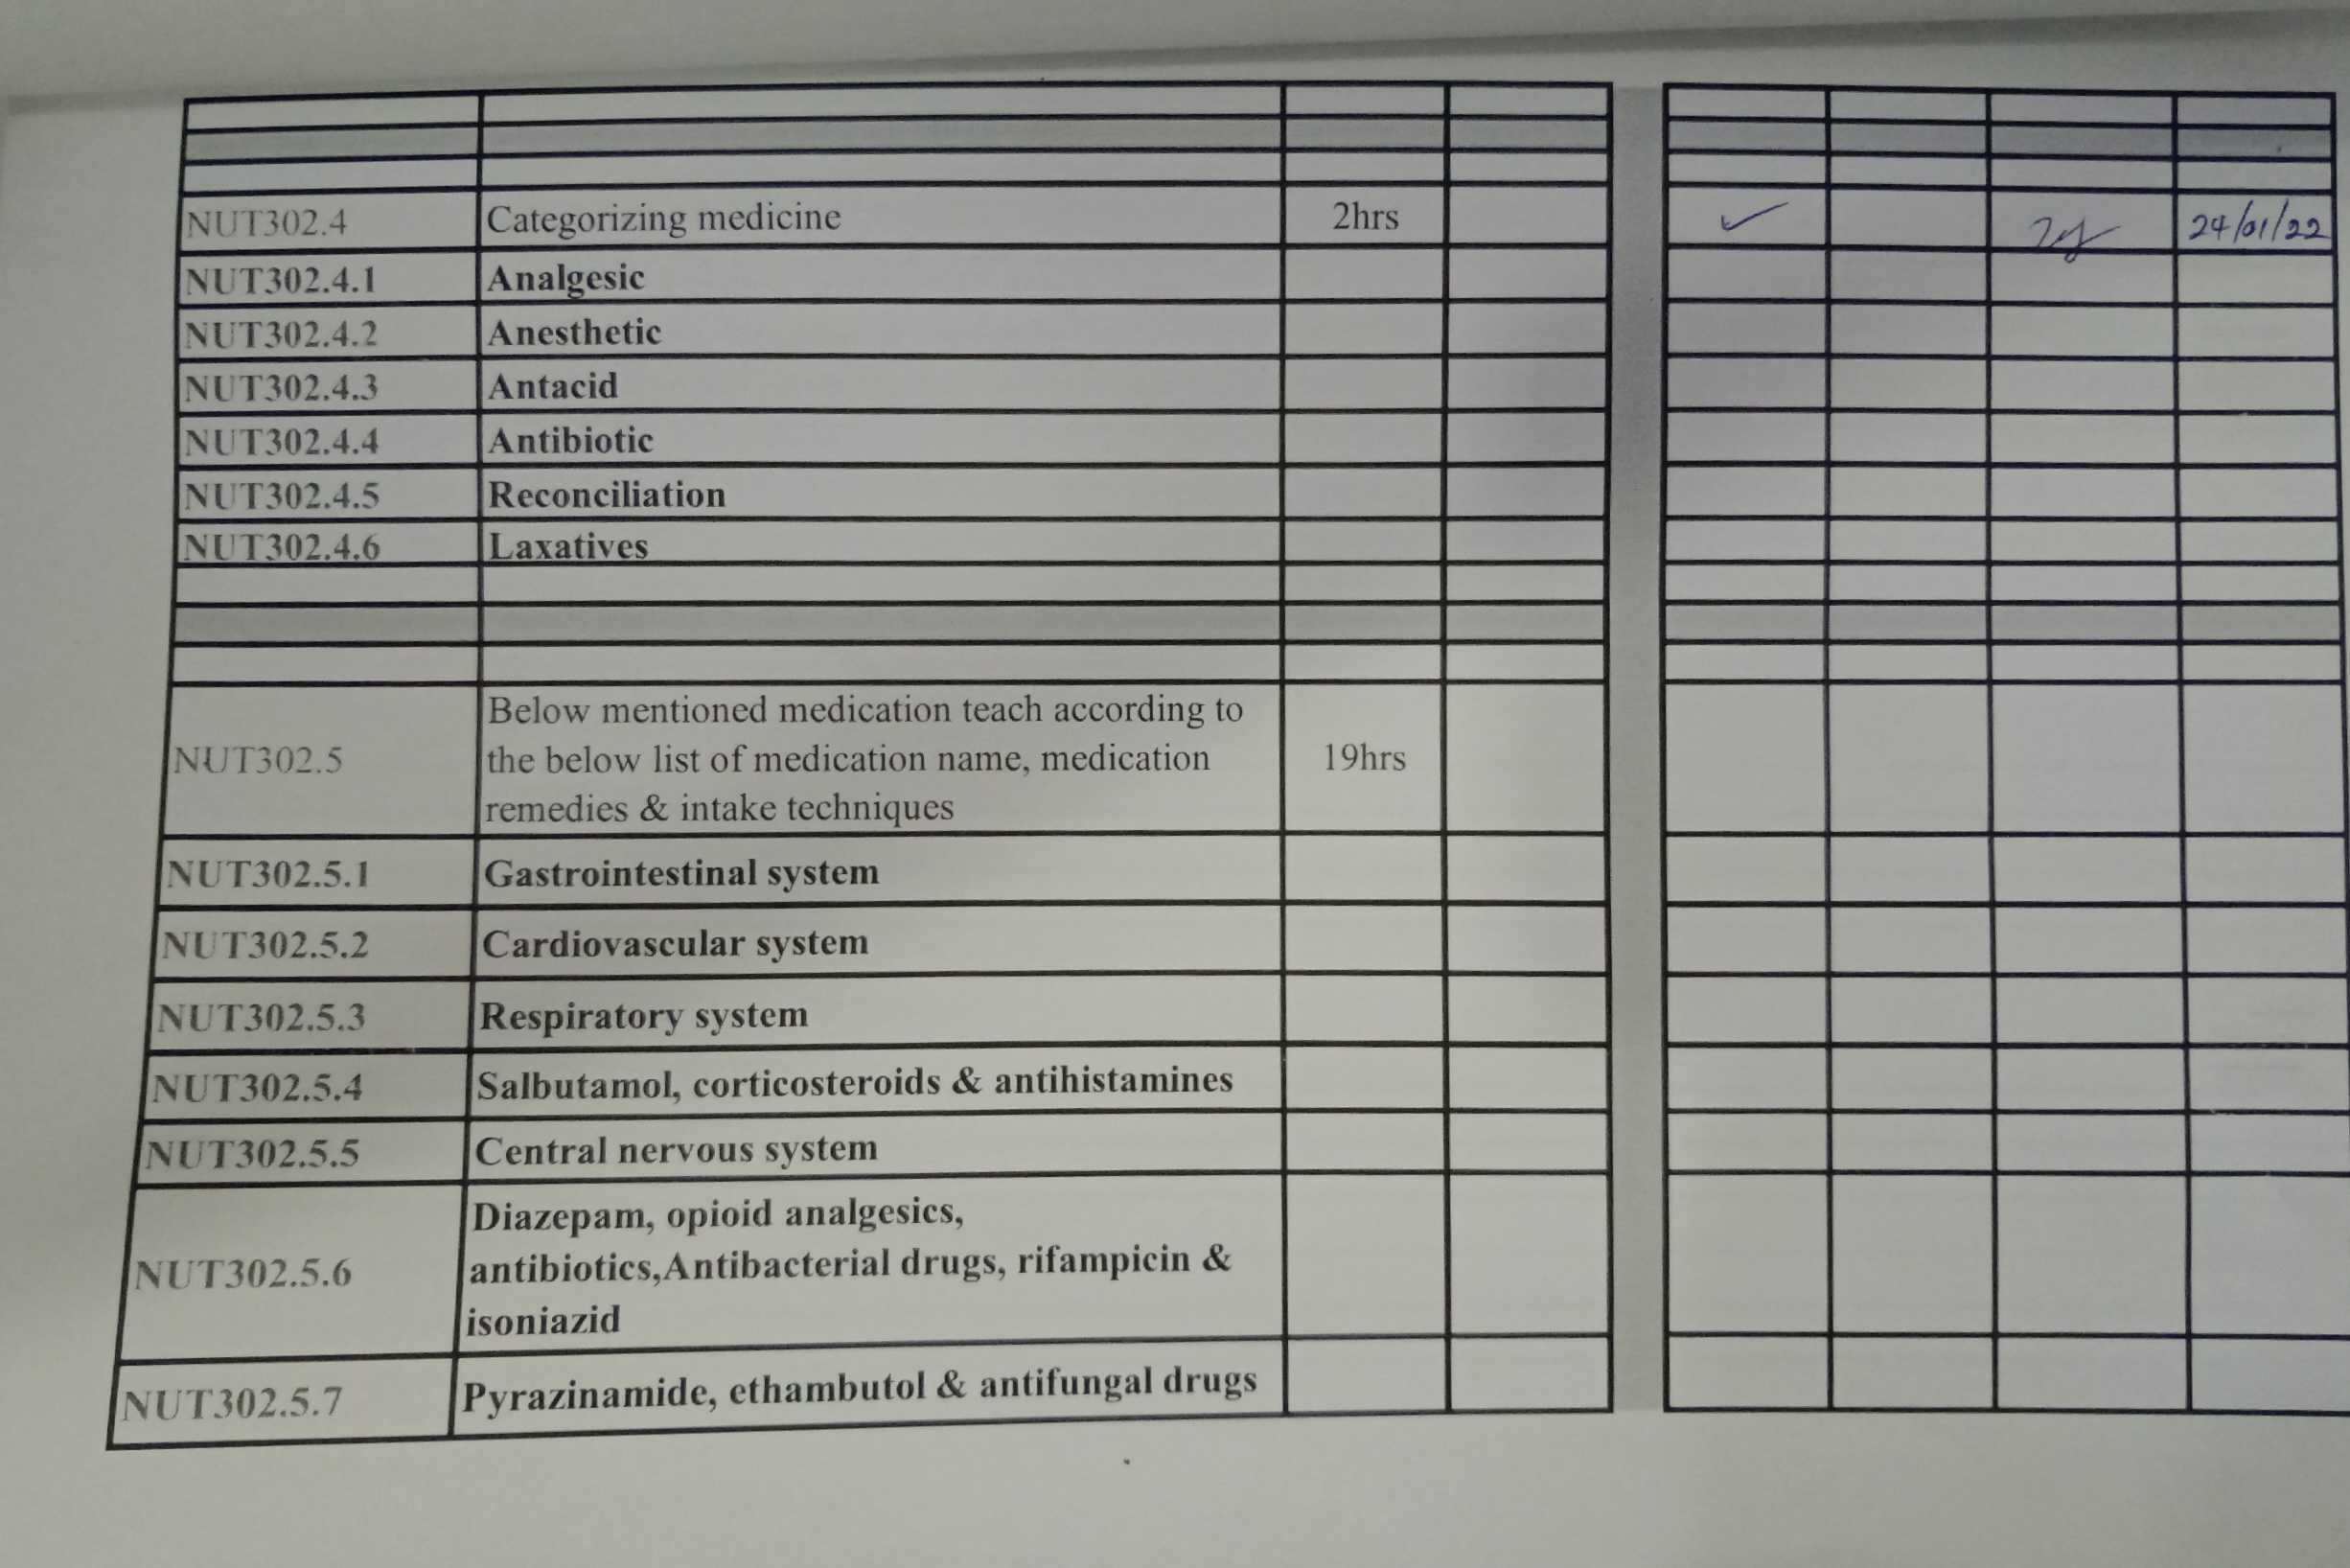 NUT302.4 Categorizing medicine 2hrs ✓ 24/01/22
NUT302.4.1 Analgesic
NUT302.4.2 Anesthetic
NUT302.4.3 Antacid
NUT302.4.4 Antibiotic
NUT302.4.5 Reconciliation
NUT302.4.6 Laxatives
NUT302.5 Below mentioned medication teach according to
the below list of medication name, medication 19hrs
remedies & intake techniques
NUT302.5.1 Gastrointestinal system
NUT302.5.2 Cardiovascular system
NUT302.5.3 Respiratory system
NUT302.5.4 Salbutamol, corticosteroids & antihistamines
NUT302.5.5 Central nervous system
NUT302.5.6 Diazepam, opioid analgesics,
antibiotics,Antibacterial drugs, rifampicin &
isoniazid
NUT302.5.7 Pyrazinamide, ethambutol & antifungal drugs